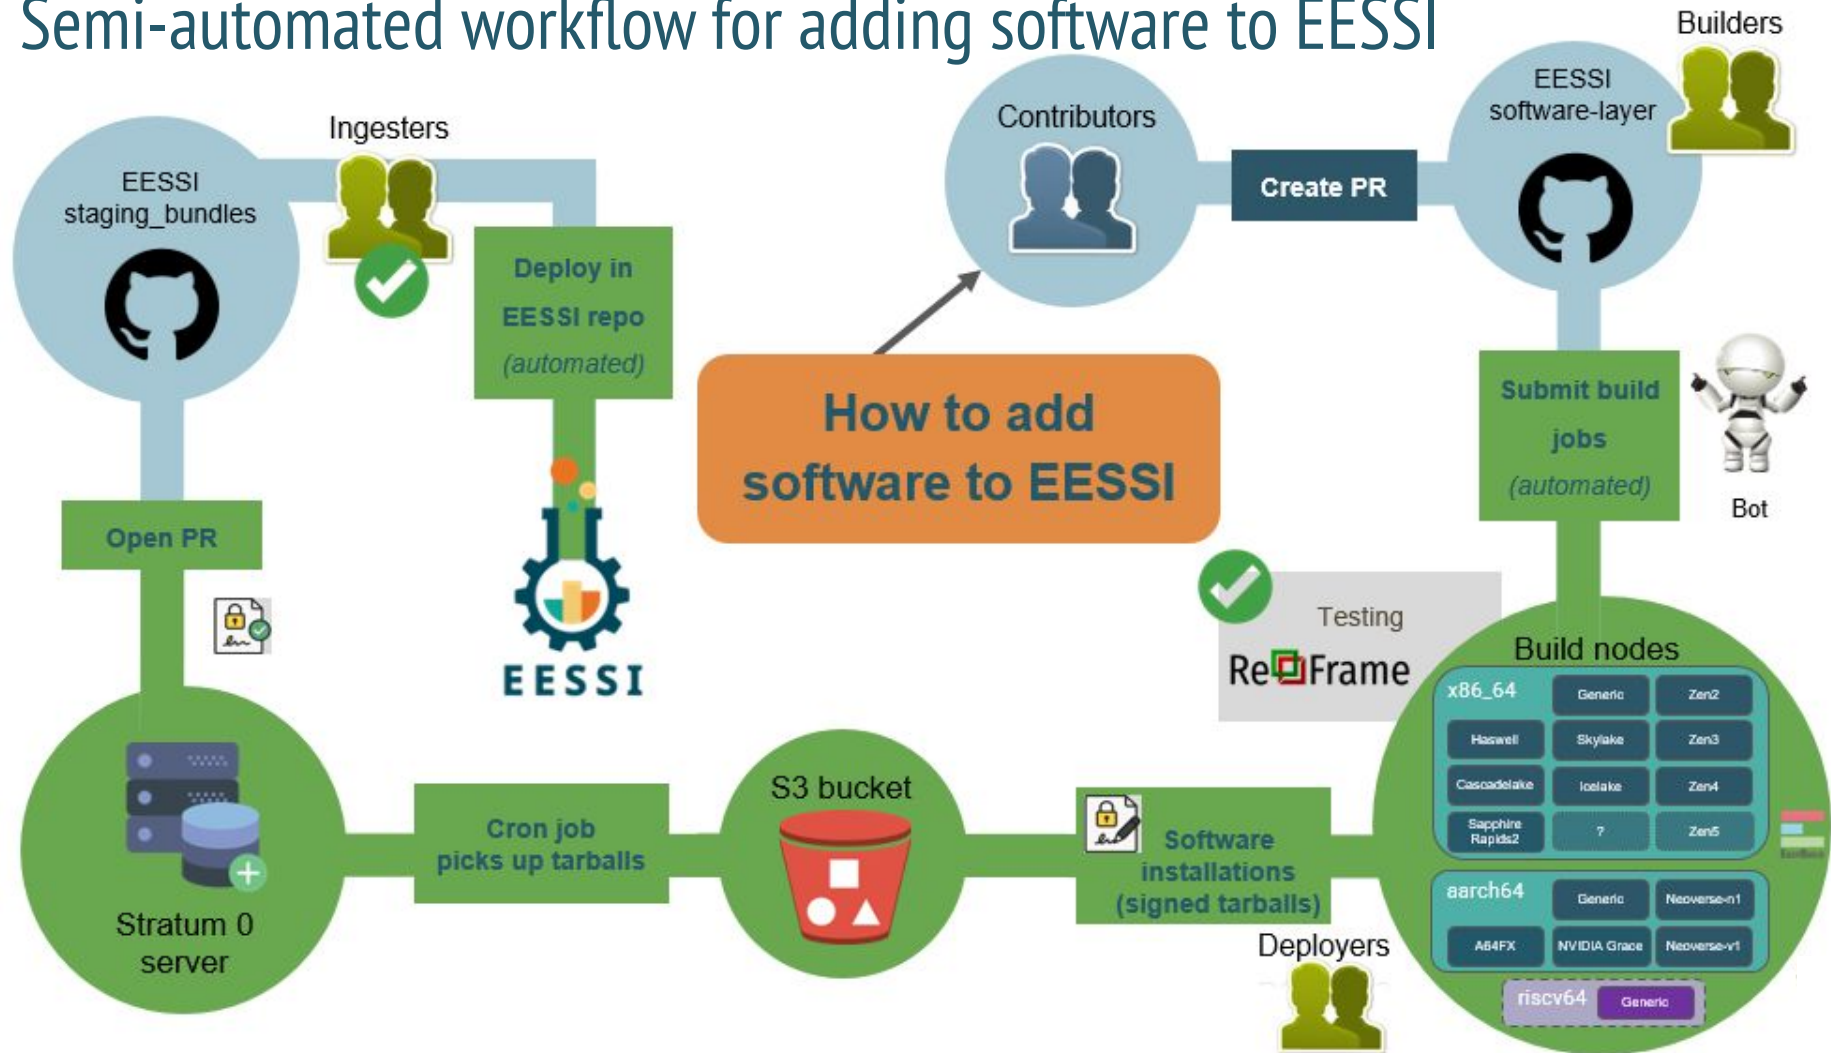 Semi-automated workflow for adding software to EESSI
Builders
Ingesters
Contributors
EESSI
software-layer
EESSI
staging_bundles
Create PR
Deploy in
EESSI repo
(automated)
How to add
software to EESSI
Submit build
jobs
(automated)
Bot
Open PR
Testing
ReFrame
EESSI
Build nodes
x86_64
Generic
Zen2
Haswell
Skylake
Zen3
Cascadelake
Icelake
Zen4
Sapphire
Rapids2
?
Zen5
aarch64
Generic
Neoverse-n1
A64FX
NVIDIA Grace
Neoverse-v1
riscv64
Generic
S3 bucket
Cron job
picks up tarballs
Software
installations
(signed tarballs)
Stratum 0
server
Deployers